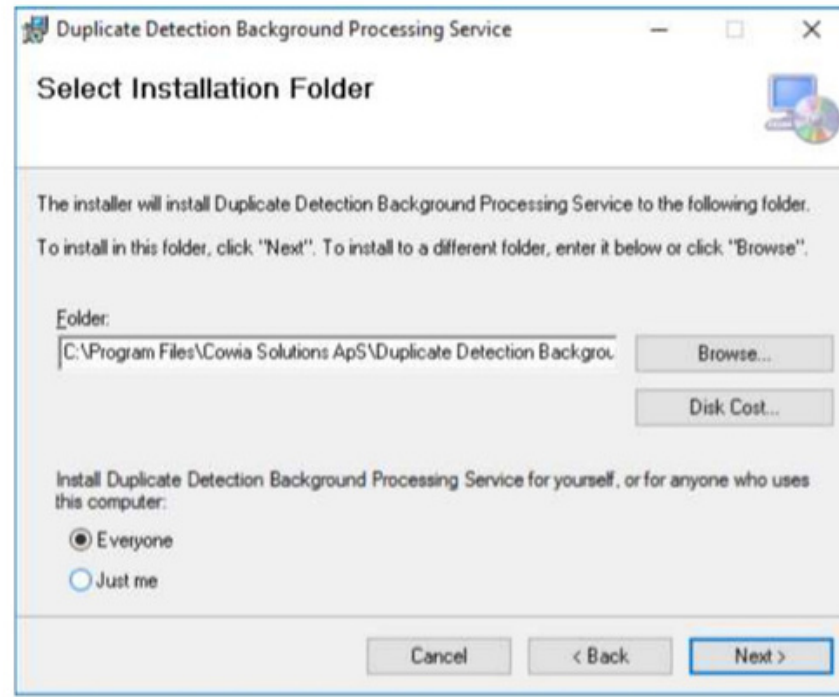 Duplicate Detection Background Processing Service
Select Installation Folder
The installer will install Duplicate Detection Background Processing Service to the following folder.
To install in this folder, click "Next". To install to a different folder, enter it below or click "Browse".
Folder:
C:\Program Files\Cowia Solutions ApS\Duplicate Detection Backgrou
Browse...
Disk Cost...
Install Duplicate Detection Background Processing Service for yourself, or for anyone who uses
this computer:
Everyone
Just me
Cancel
< Back
Next >